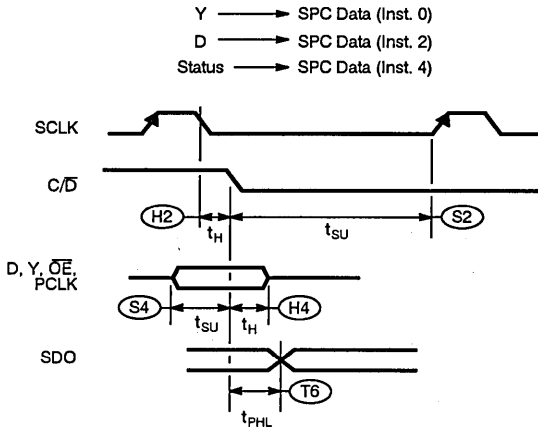 Y → SPC Data (Inst. 0)
D → SPC Data (Inst. 2)
Status → SPC Data (Inst. 4)
SCLK
C/D̅
H2 tH tSU S2
D, Y, O̅E̅,
PCLK
S4 tSU tH H4
SDO
T6
tPHL